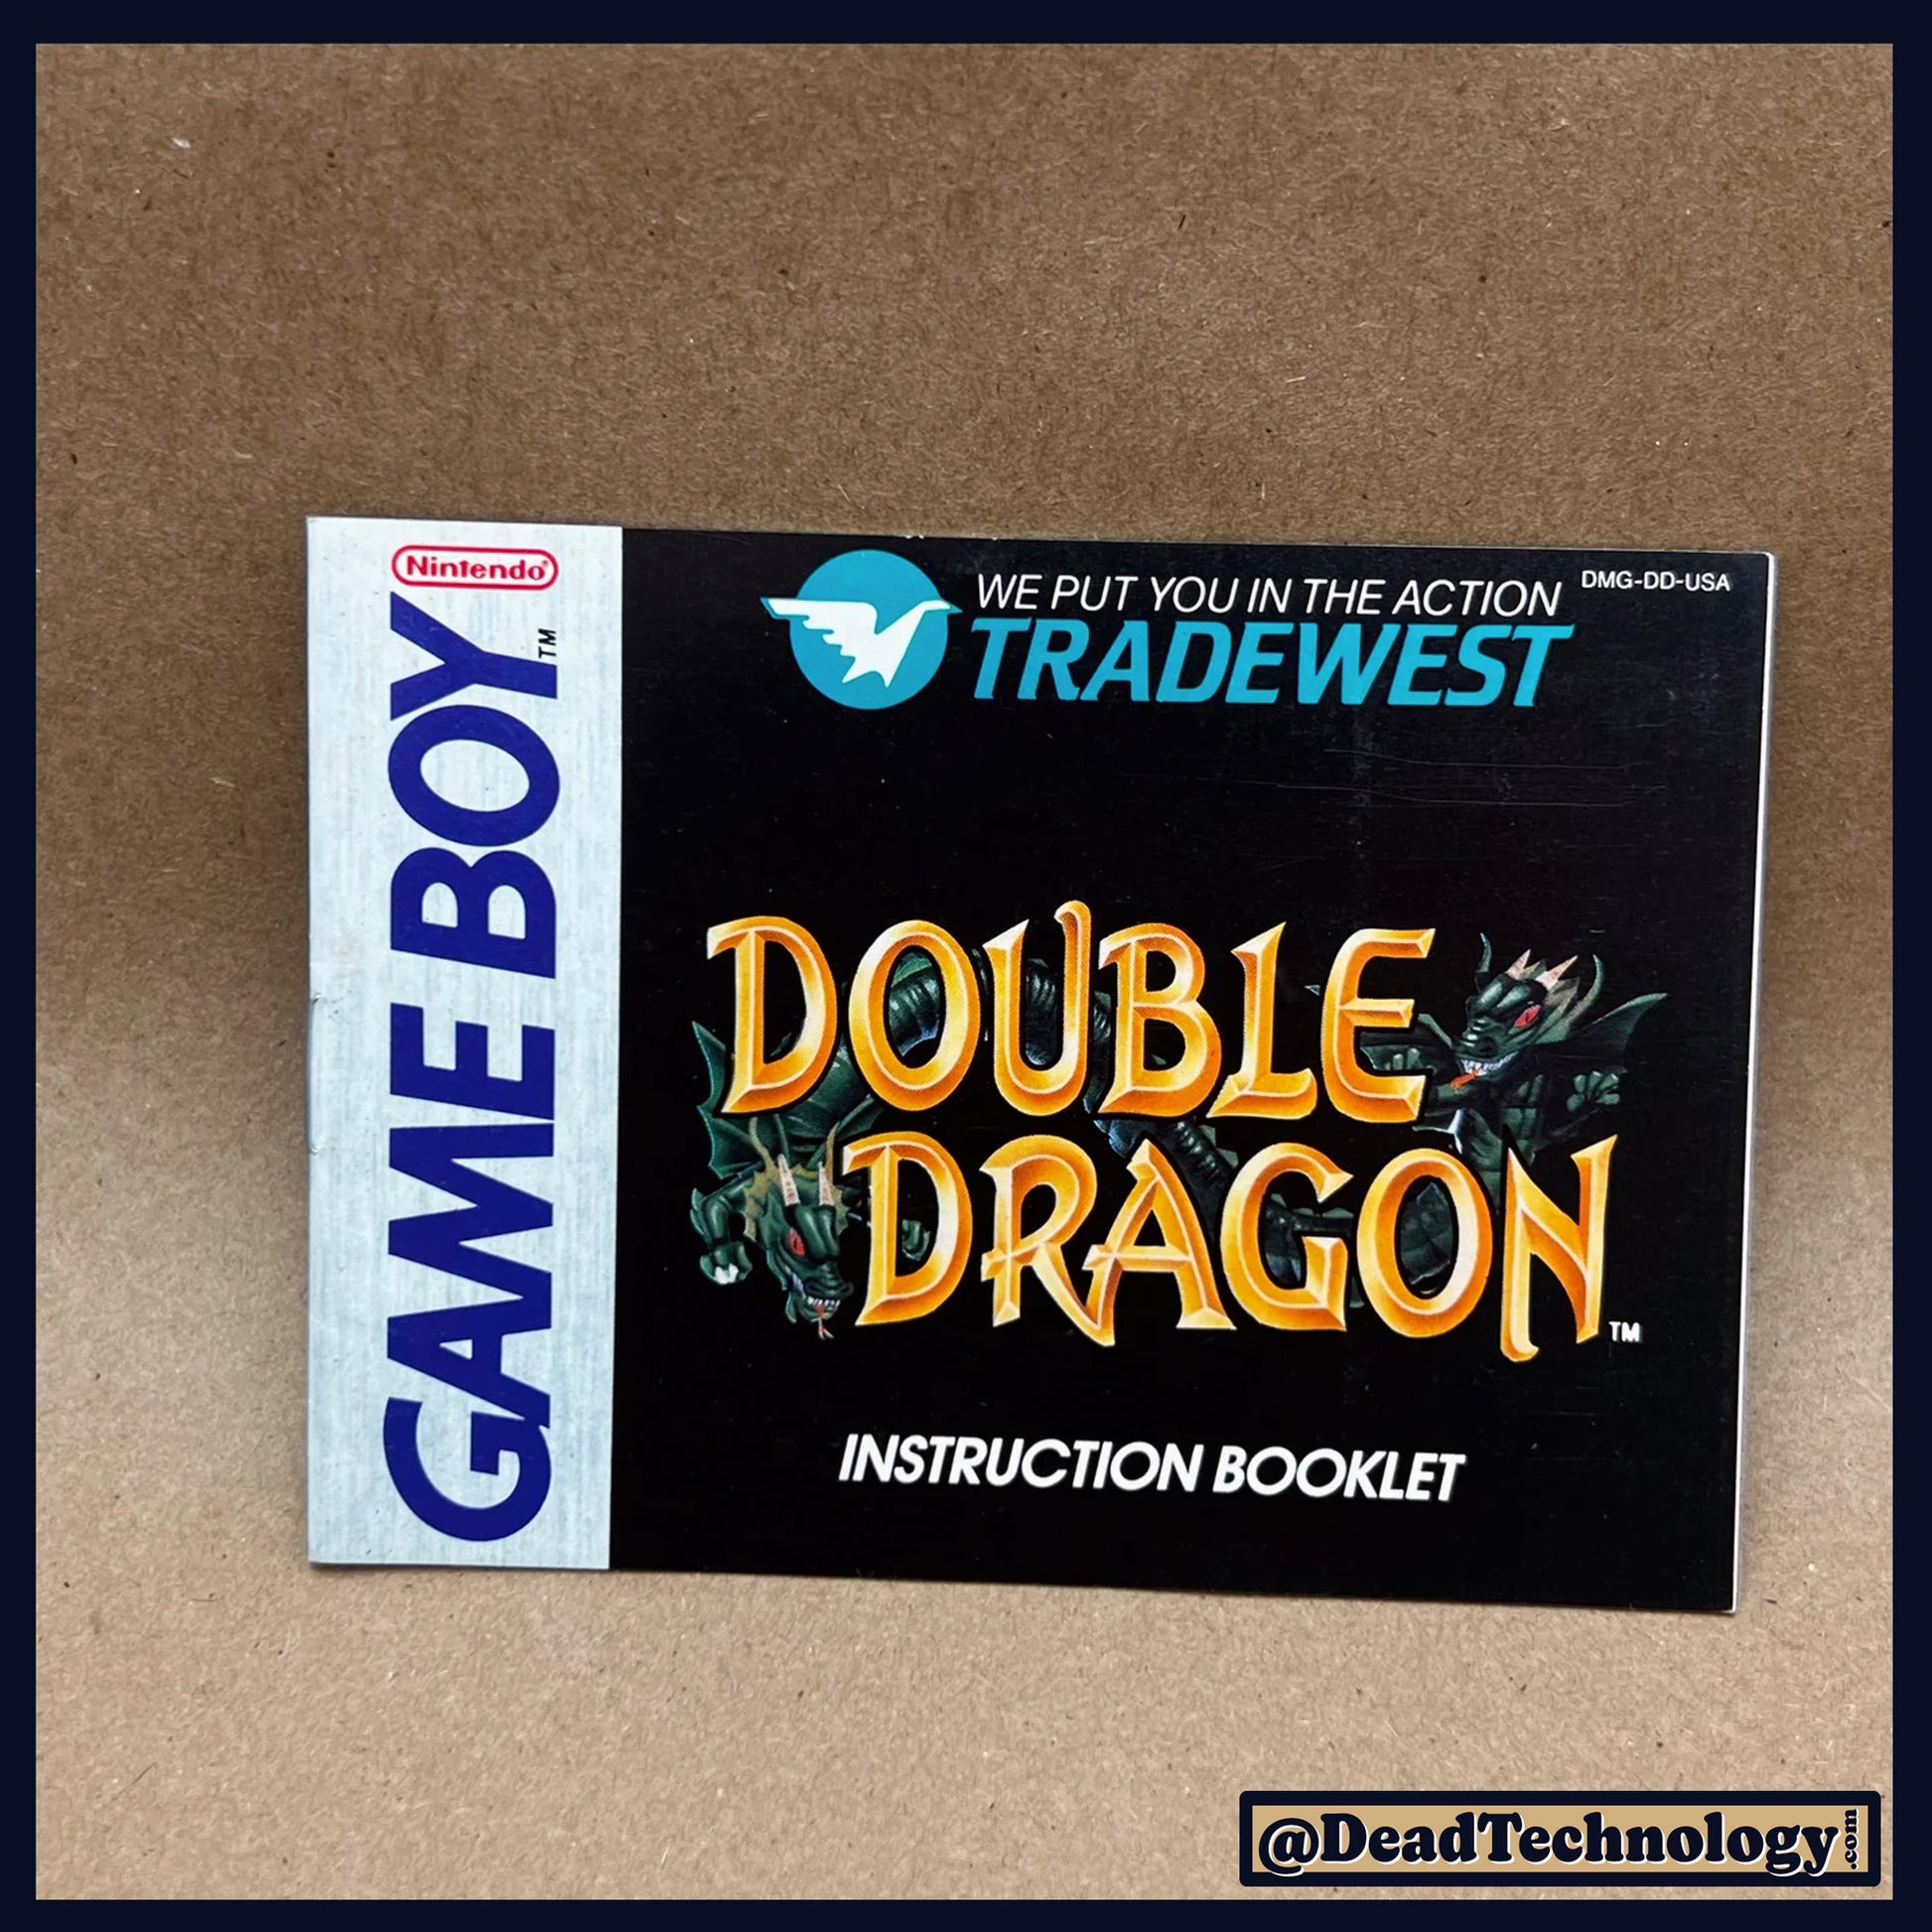 Nintendo®
GAME BOY™
WE PUT YOU IN THE ACTION
TRADEWEST
DMG-DD-USA
DOUBLE
DRAGON™
INSTRUCTION BOOKLET
@DeadTechnology.com